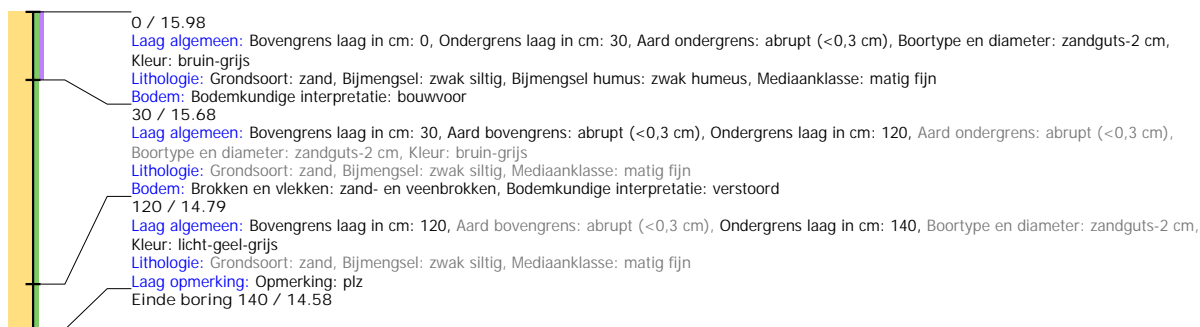 0 / 15.98
Laag algemeen: Bovengrens laag in cm: 0, Ondergrens laag in cm: 30, Aard ondergrens: abrupt (<0,3 cm), Boortype en diameter: zandguts-2 cm,
Kleur: bruin-grijs
Lithologie: Grondsoort: zand, Bijmengsel: zwak siltig, Bijmengsel humus: zwak humeus, Mediaanklasse: matig fijn
Bodem: Bodemkundige interpretatie: bouwvoor
30 / 15.68
Laag algemeen: Bovengrens laag in cm: 30, Aard bovengrens: abrupt (<0,3 cm), Ondergrens laag in cm: 120, Aard ondergrens: abrupt (<0,3 cm),
Boortype en diameter: zandguts-2 cm, Kleur: bruin-grijs
Lithologie: Grondsoort: zand, Bijmengsel: zwak siltig, Mediaanklasse: matig fijn
Bodem: Brokken en vlekken: zand- en veenbrokken, Bodemkundige interpretatie: verstoord
120 / 14.79
Laag algemeen: Bovengrens laag in cm: 120, Aard bovengrens: abrupt (<0,3 cm), Ondergrens laag in cm: 140, Boortype en diameter: zandguts-2 cm,
Kleur: licht-geel-grijs
Lithologie: Grondsoort: zand, Bijmengsel: zwak siltig, Mediaanklasse: matig fijn
Laag opmerking: Opmerking: plz
Einde boring 140 / 14.58